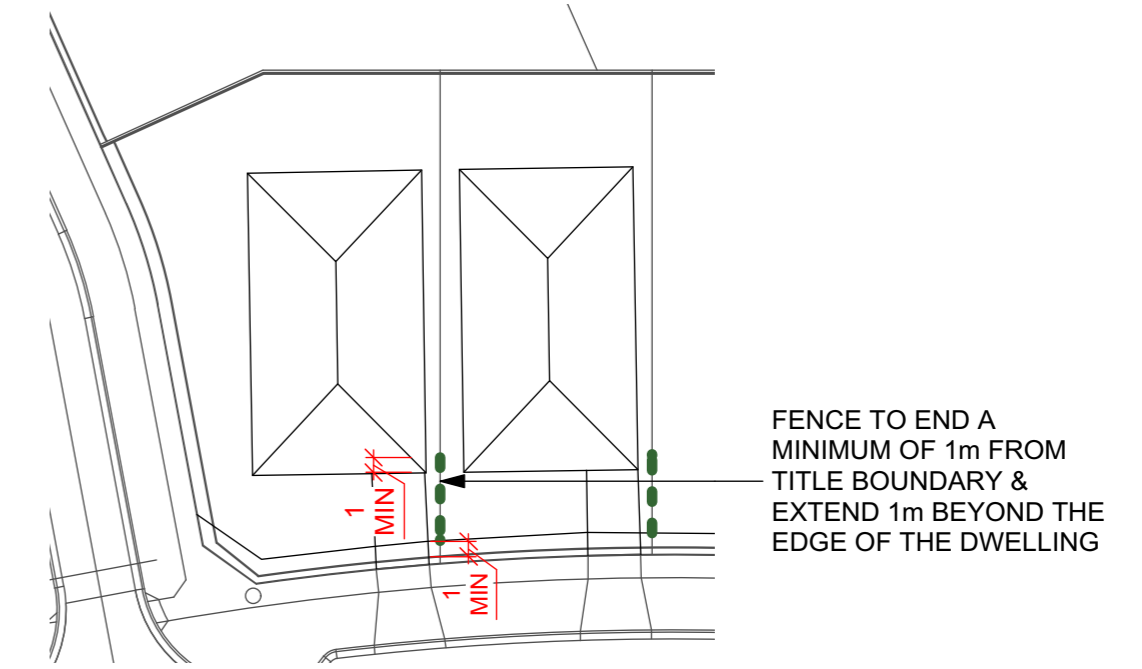 FENCE TO END A
MINIMUM OF 1m FROM
TITLE BOUNDARY &
EXTEND 1m BEYOND THE
EDGE OF THE DWELLING
1
MIN
1
MIN